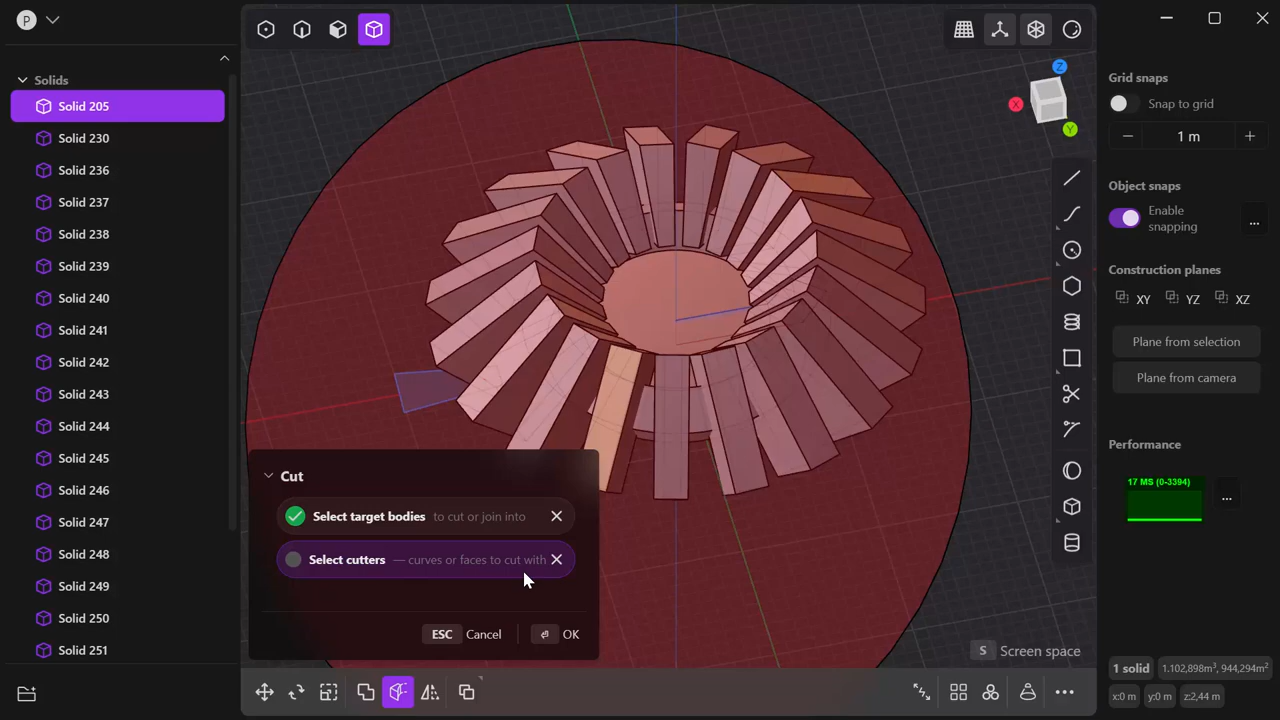 P
Solids
Solid 205
Solid 230
Solid 236
Solid 237
Solid 238
Solid 239
Solid 240
Solid 241
Solid 242
Solid 243
Solid 244
Solid 245
Solid 246
Solid 247
Solid 248
Solid 249
Solid 250
Solid 251
Z
X
Y
Cut
Select target bodies to cut or join into
Select cutters — curves or faces to cut with
ESC Cancel
OK
S Screen space
Grid snaps
Snap to grid
1 m
Object snaps
Enable
snapping
...
Construction planes
XY YZ XZ
Plane from selection
Plane from camera
Performance
17 MS (0-3394)
...
1 solid 1.102,898m³, 944,294m²
x:0 m y:0 m z:2,44 m